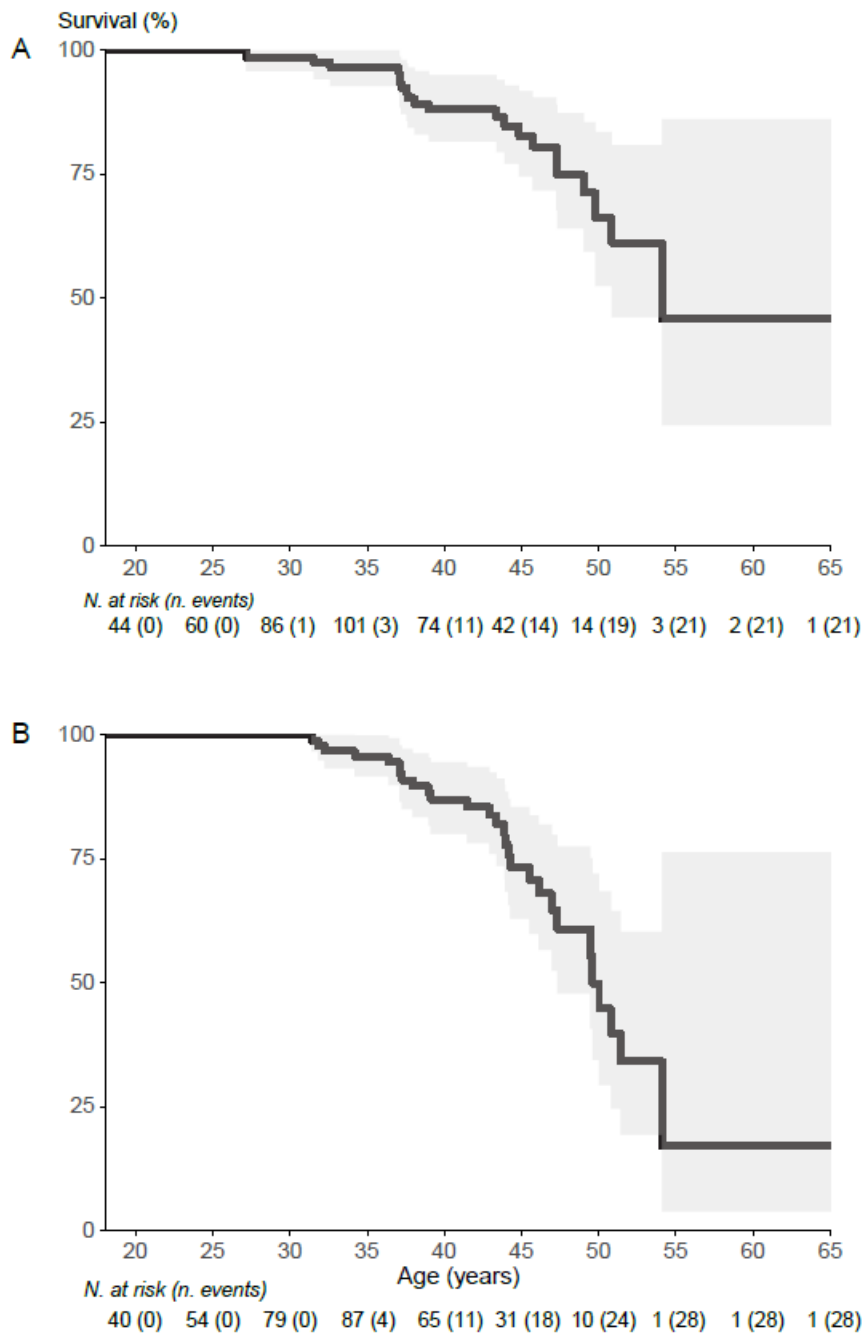 Survival (%)
A
100
75
50
25
0
20 25 30 35 40 45 50 55 60 65
N. at risk (n. events)
44 (0) 60 (0) 86 (1) 101 (3) 74 (11) 42 (14) 14 (19) 3 (21) 2 (21) 1 (21)
B
100
75
50
25
0
20 25 30 35 40 45 50 55 60 65
Age (years)
N. at risk (n. events)
40 (0) 54 (0) 79 (0) 87 (4) 65 (11) 31 (18) 10 (24) 1 (28) 1 (28) 1 (28)